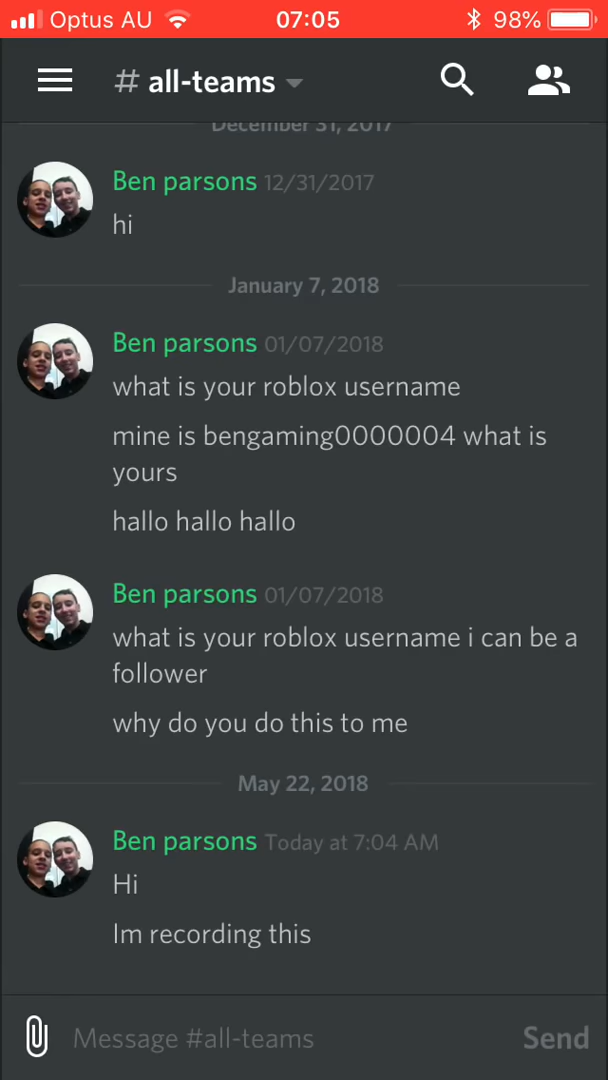 Optus AU 07:05 98%
# all-teams
December 31, 2017
Ben parsons 12/31/2017
hi
January 7, 2018
Ben parsons 01/07/2018
what is your roblox username
mine is bengaming0000004 what is
yours
hallo hallo hallo
Ben parsons 01/07/2018
what is your roblox username i can be a
follower
why do you do this to me
May 22, 2018
Ben parsons Today at 7:04 AM
Hi
Im recording this
Message #all-teams Send